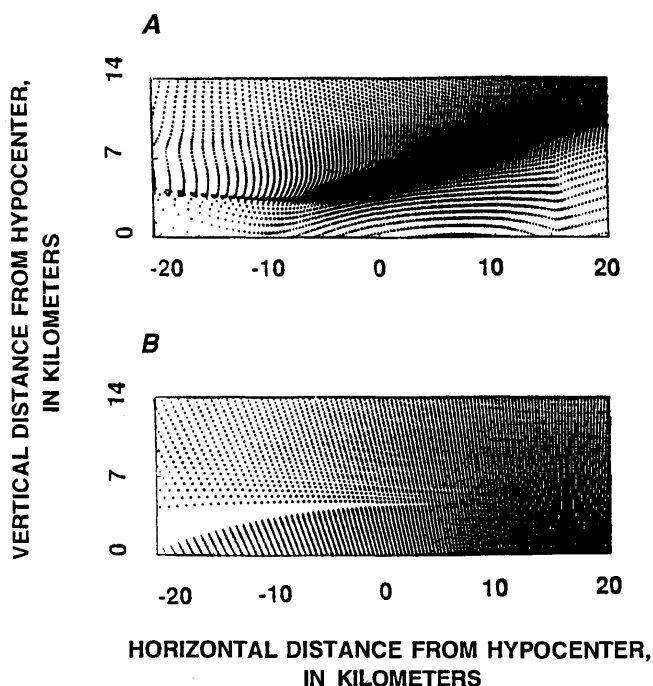 A
14
7
0
-20 -10 0 10 20
VERTICAL DISTANCE FROM HYPOCENTER,
IN KILOMETERS
B
14
7
0
-20 -10 0 10 20
HORIZONTAL DISTANCE FROM HYPOCENTER,
IN KILOMETERS